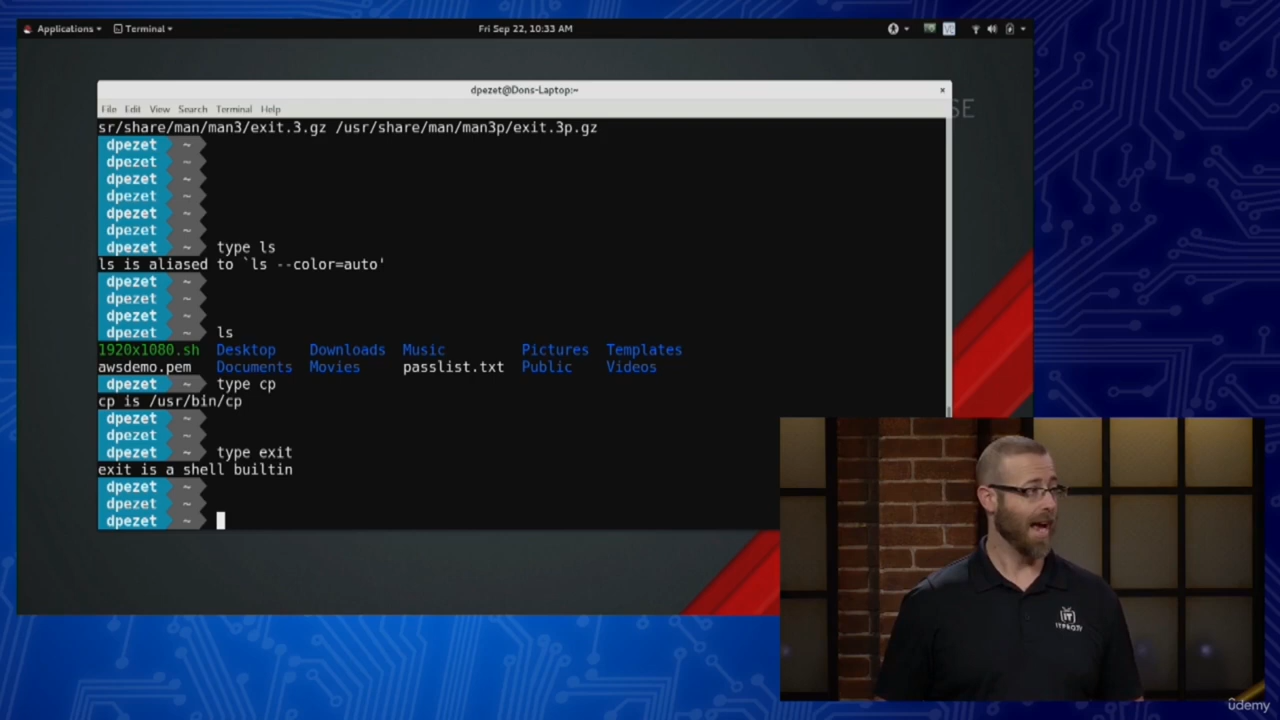 Applications Terminal Fri Sep 22, 10:33 AM
dpezet@Dons-Laptop:~ ×
File Edit View Search Terminal Help
SE
sr/share/man/man3/exit.3.gz /usr/share/man/man3p/exit.3p.gz
dpezet ~
dpezet ~
dpezet ~
dpezet ~
dpezet ~
dpezet ~
dpezet ~ type ls
ls is aliased to `ls --color=auto'
dpezet ~
dpezet ~
dpezet ~
dpezet ~ ls
1920x1080.sh Desktop Downloads Music Pictures Templates
awsdemo.pem Documents Movies passlist.txt Public Videos
dpezet ~ type cp
cp is /usr/bin/cp
dpezet ~
dpezet ~
dpezet ~ type exit
exit is a shell builtin
dpezet ~
dpezet ~
dpezet ~
IT
ITPROTV
ûdemy